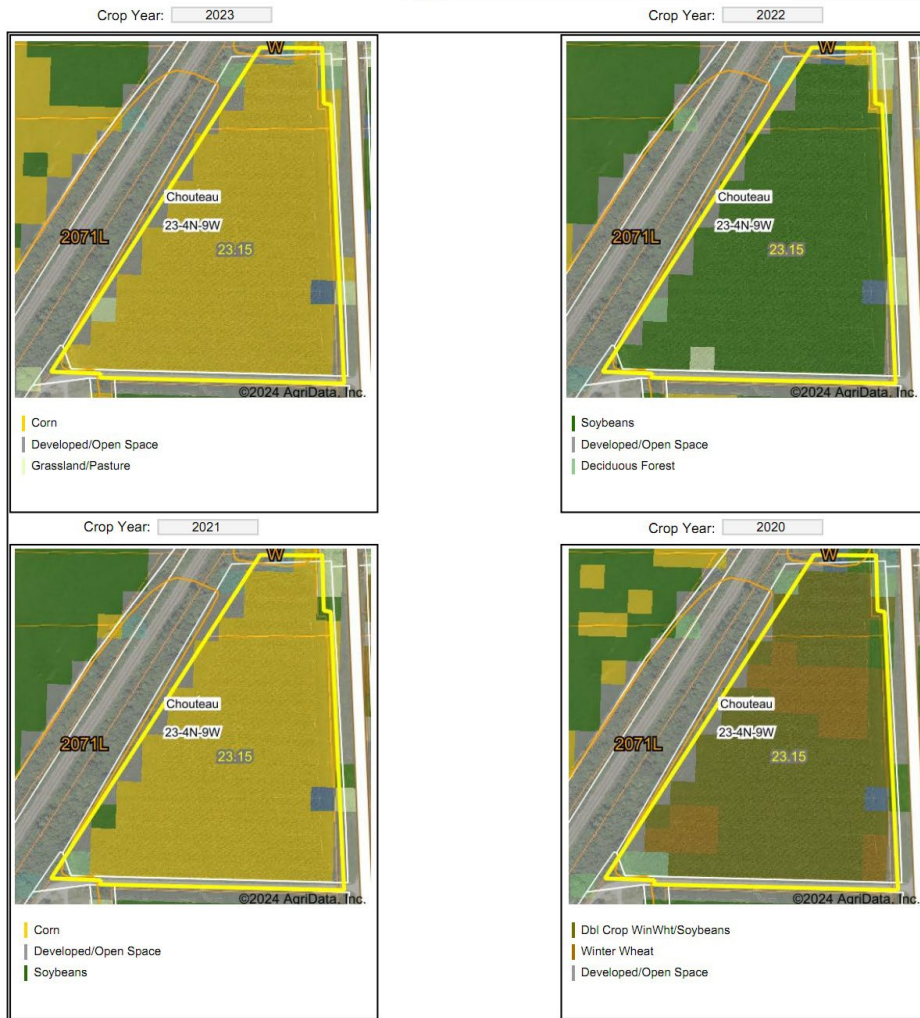 Crop Year: 2023
Crop Year: 2022
W
Chouteau
23-4N-9W
2071L
23.15
©2024 AgriData, Inc.
Corn
Developed/Open Space
Grassland/Pasture
W
Chouteau
23-4N-9W
2071L
23.15
©2024 AgriData, Inc.
Soybeans
Developed/Open Space
Deciduous Forest
Crop Year: 2021
Crop Year: 2020
W
Chouteau
23-4N-9W
2071L
23.15
©2024 AgriData, Inc.
Corn
Developed/Open Space
Soybeans
W
Chouteau
23-4N-9W
2071L
23.15
©2024 AgriData, Inc.
Dbl Crop WinWht/Soybeans
Winter Wheat
Developed/Open Space